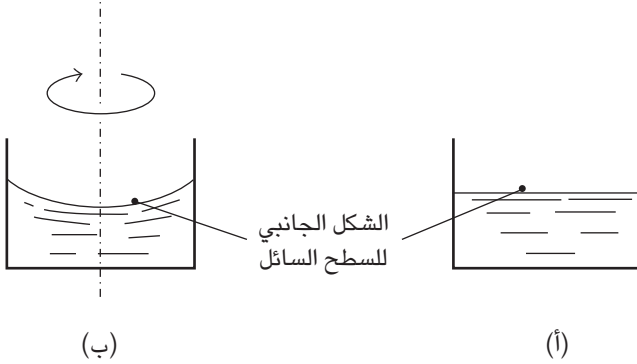 الشكل الجانبي
للسطح السائل
(أ)
(ب)